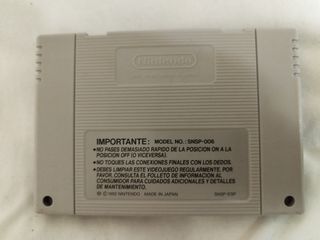 Nintendo
IMPORTANTE: MODEL NO.: SNSP-006
•NO PASES DEMASIADO RAPIDO DE LA POSICION ON A LA
POSICION OFF (O VICEVERSA).
•NO TOQUES LAS CONEXIONES FINALES CON LOS DEDOS.
•DEBES LIMPIAR ESTE VIDEOJUEGO REGULARMENTE. POR
FAVOR, CONSULTA EL FOLLETO DE INFORMACION AL
CONSUMIDOR PARA CUIDADOS ADICIONALES Y DETALLES
DE MANTENIMIENTO.
© 1992 NINTENDO MADE IN JAPAN SNSP-ESP